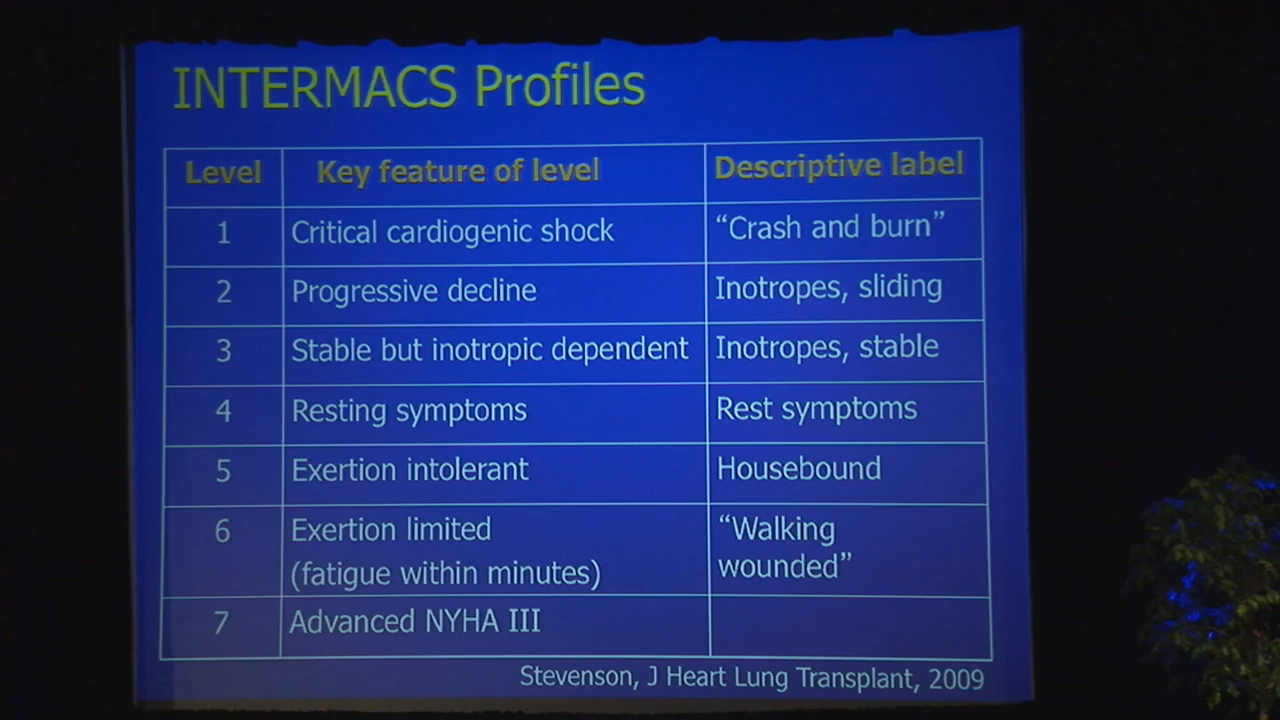 INTERMACS Profiles
Level Key feature of level Descriptive label
1 Critical cardiogenic shock “Crash and burn”
2 Progressive decline Inotropes, sliding
3 Stable but inotropic dependent Inotropes, stable
4 Resting symptoms Rest symptoms
5 Exertion intolerant Housebound
6 Exertion limited “Walking
(fatigue within minutes) wounded”
7 Advanced NYHA III
Stevenson, J Heart Lung Transplant, 2009